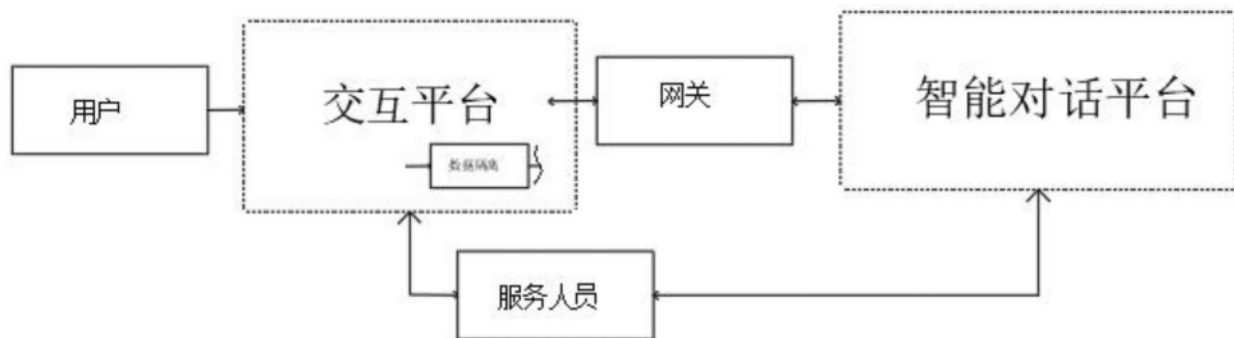 用户
交互平台
数据隔离
网关
智能对话平台
服务人员